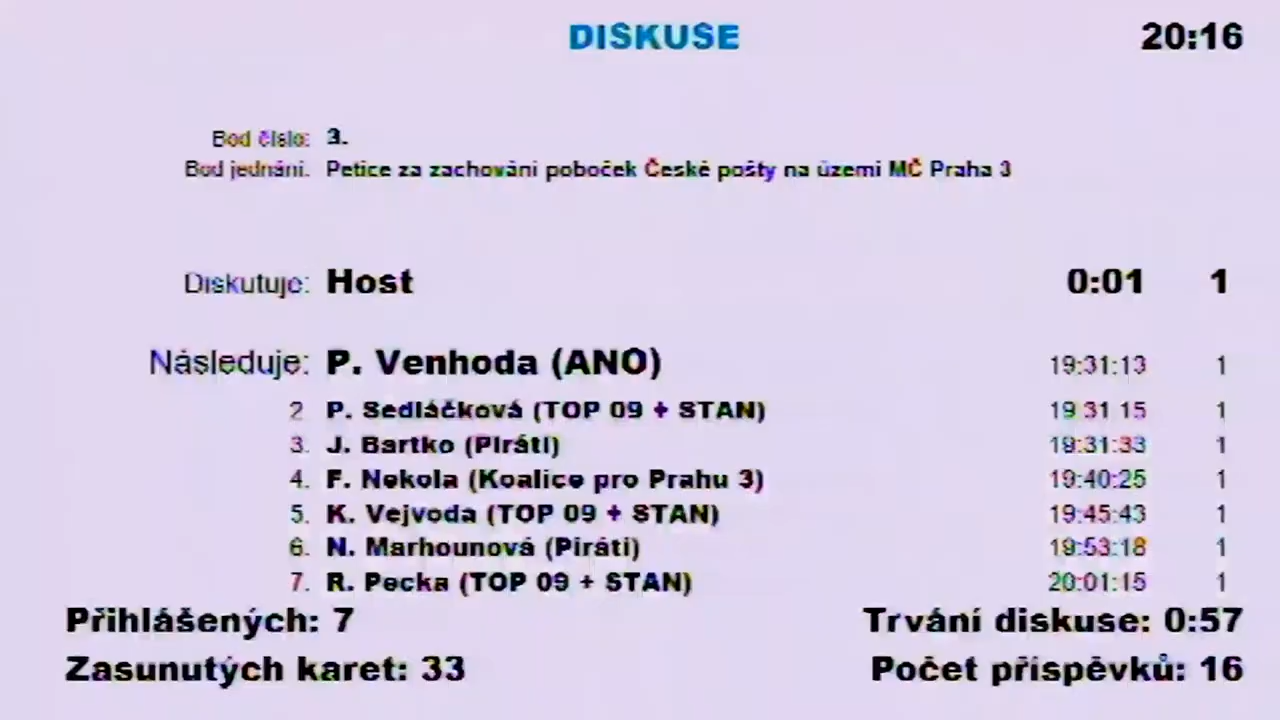 DISKUSE 20:16
Bod číslo: 3.
Bod jednání: Petice za zachování poboček České pošty na území MČ Praha 3
Diskutuje: Host 0:01 1
Následuje: P. Venhoda (ANO) 19:31:13 1
2 P. Sedláčková (TOP 09 + STAN) 19:31:15 1
3. J. Bartko (Piráti) 19:31:33 1
4. F. Nekola (Koalice pro Prahu 3) 19:40:25 1
5. K. Vejvoda (TOP 09 + STAN) 19:45:43 1
6. N. Marhounová (Piráti) 19:53:18 1
7. R. Pecka (TOP 09 + STAN) 20:01:15 1
Přihlášených: 7 Trvání diskuse: 0:57
Zasunutých karet: 33 Počet příspěvků: 16